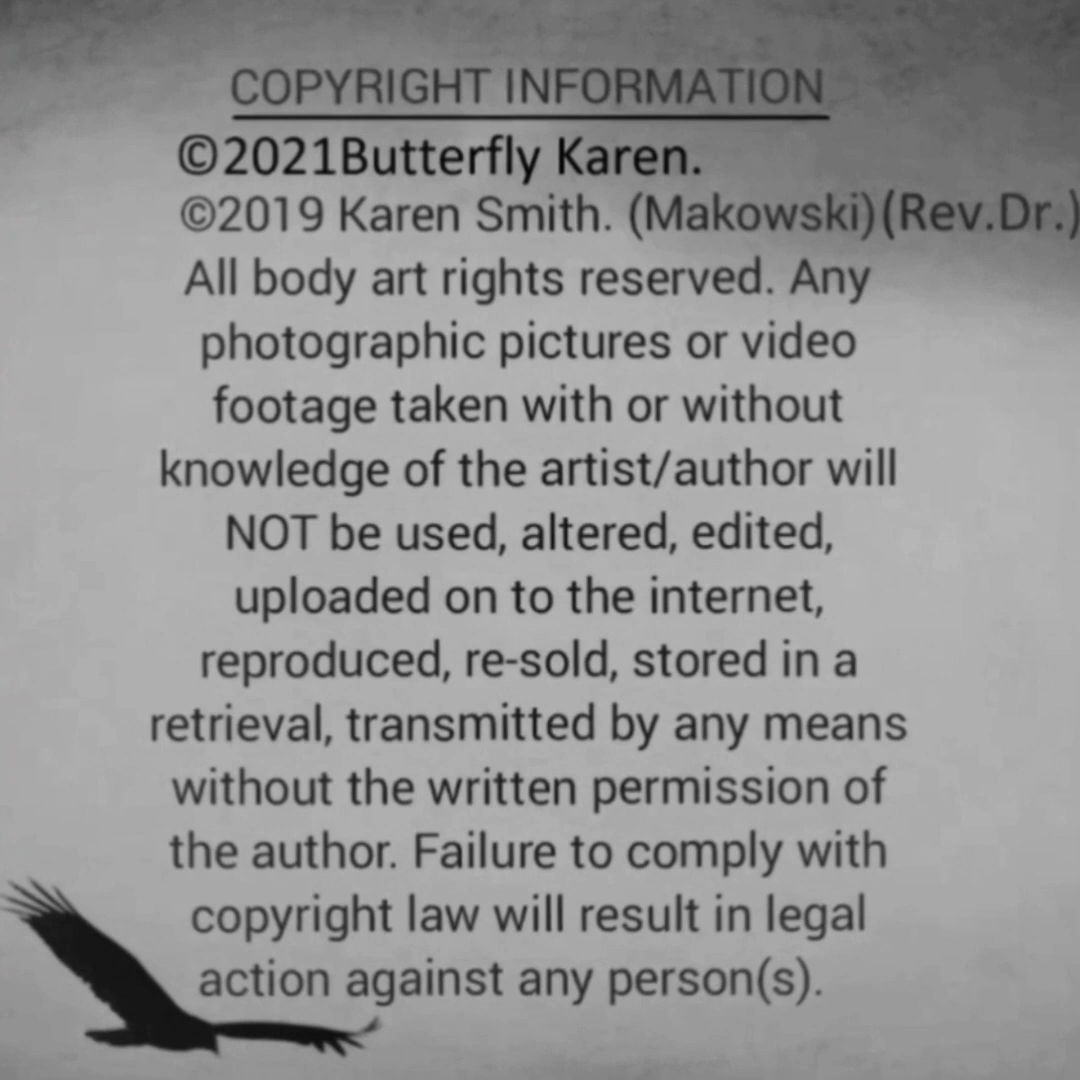 COPYRIGHT INFORMATION
©2021Butterfly Karen.
©2019 Karen Smith. (Makowski)(Rev.Dr.)
All body art rights reserved. Any
photographic pictures or video
footage taken with or without
knowledge of the artist/author will
NOT be used, altered, edited,
uploaded on to the internet,
reproduced, re-sold, stored in a
retrieval, transmitted by any means
without the written permission of
the author. Failure to comply with
copyright law will result in legal
action against any person(s).